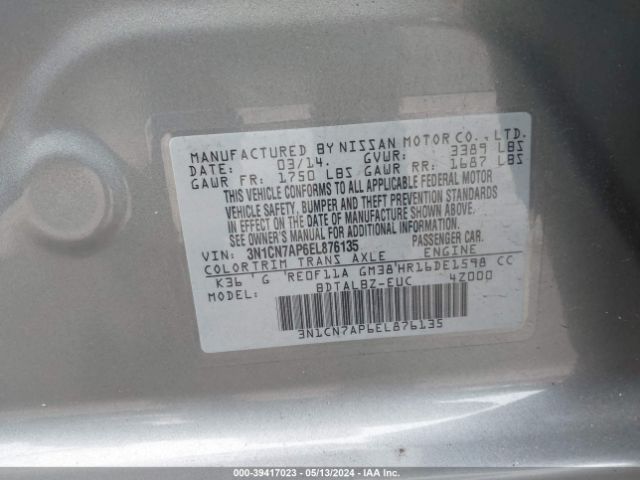 MANUFACTURED BY NISSAN MOTOR CO., LTD.
DATE: 03/14. GVWR: 3389 LBS
GAWR FR: 1750 LBS GAWR RR: 1687 LBS
THIS VEHICLE CONFORMS TO ALL APPLICABLE FEDERAL MOTOR
VEHICLE SAFETY, BUMPER AND THEFT PREVENTION STANDARDS
IN EFFECT ON THE DATE OF MANUFACTURE SHOWN ABOVE.
SEE OWNER'S MANUAL FOR ADDITIONAL INFORMATION.
VIN: 3N1CN7AP6EL876135 PASSENGER CAR.
COLOR TRIM TRANS AXLE ENGINE
K36 ' G 'RE0F11A GM38'HR16DE1598 CC
MODEL: BDTALBZ-EUC 4Z000
3N1CN7AP6EL876135
000-39417023 - 05/13/2024 - IAA Inc.